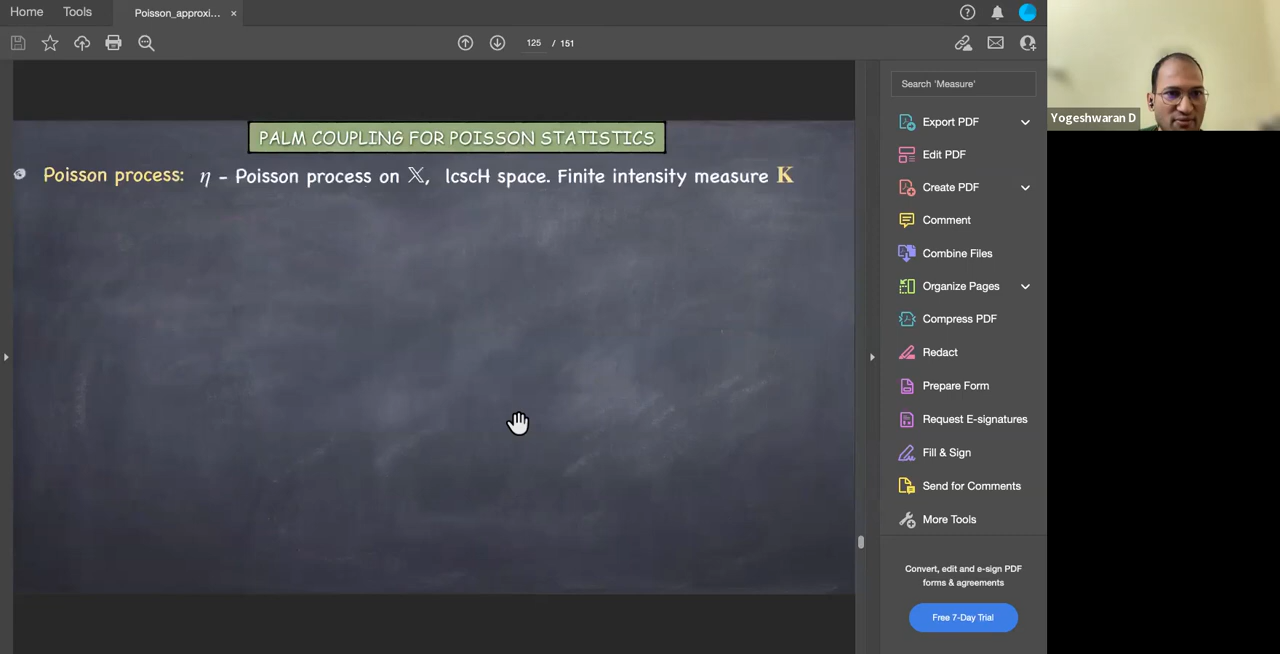 Home Tools Poisson_approxi... ×
125 / 151
Yogeshwaran D
PALM COUPLING FOR POISSON STATISTICS
Poisson process: η – Poisson process on 𝕏, lcscH space. Finite intensity measure K
Search 'Measure'
Export PDF
Edit PDF
Create PDF
Comment
Combine Files
Organize Pages
Compress PDF
Redact
Prepare Form
Request E-signatures
Fill & Sign
Send for Comments
More Tools
Convert, edit and e-sign PDF
forms & agreements
Free 7-Day Trial